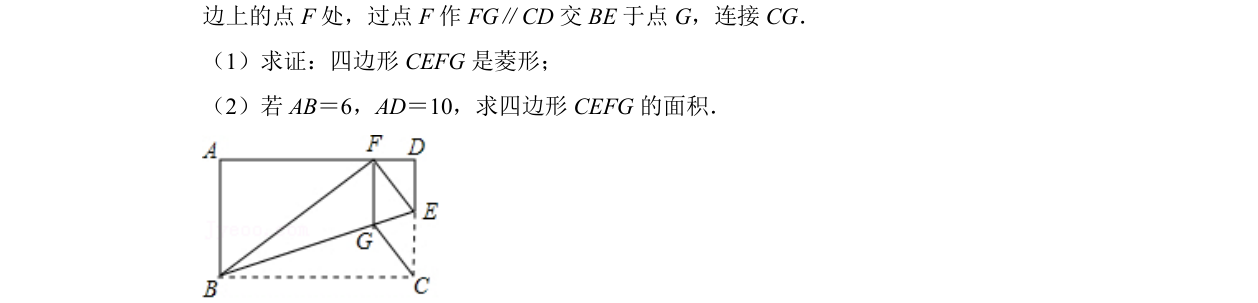 边上的点 F 处，过点 F 作 FG∥CD 交 BE 于点 G，连接 CG．
（1）求证：四边形 CEFG 是菱形；
（2）若 AB＝6，AD＝10，求四边形 CEFG 的面积．
A F D
E
G
B C